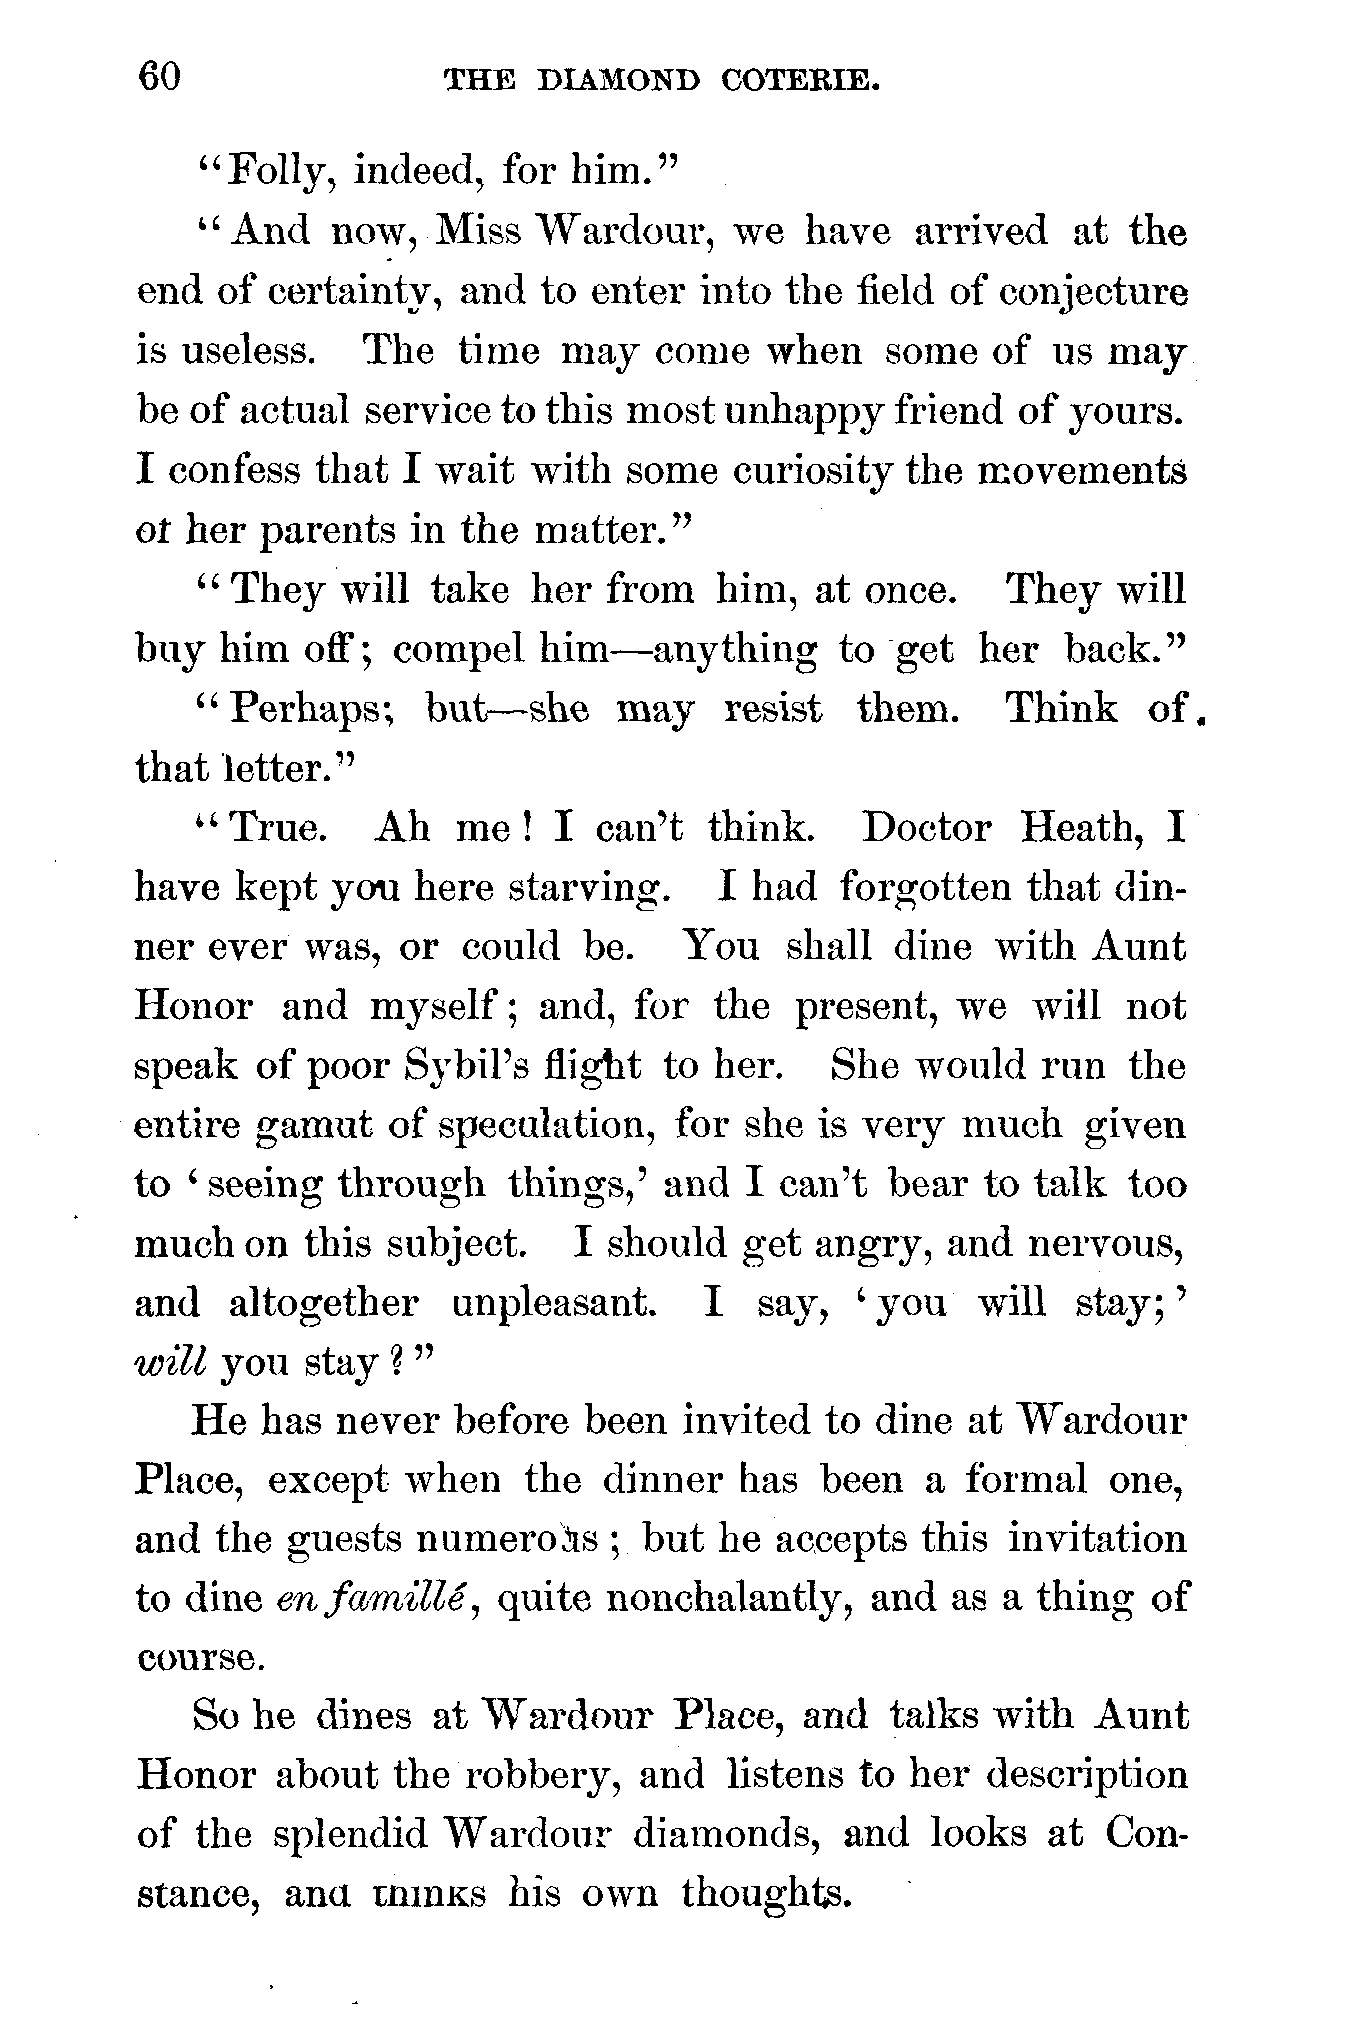 60 THE DIAMOND COTERIE.
"Folly, indeed, for him."
"And now, Miss Wardour, we have arrived at the
end of certainty, and to enter into the field of conjecture
is useless. The time may come when some of us may
be of actual service to this most unhappy friend of yours.
I confess that I wait with some curiosity the movements
of her parents in the matter."
"They will take her from him, at once. They will
buy him off; compel him—anything to get her back."
"Perhaps; but—she may resist them. Think of
that letter."
"True. Ah me! I can't think. Doctor Heath, I
have kept you here starving. I had forgotten that din-
ner ever was, or could be. You shall dine with Aunt
Honor and myself; and, for the present, we will not
speak of poor Sybil's flight to her. She would run the
entire gamut of speculation, for she is very much given
to 'seeing through things,' and I can't bear to talk too
much on this subject. I should get angry, and nervous,
and altogether unpleasant. I say, 'you will stay;'
will you stay?"
He has never before been invited to dine at Wardour
Place, except when the dinner has been a formal one,
and the guests numerous; but he accepts this invitation
to dine en famillé, quite nonchalantly, and as a thing of
course.
So he dines at Wardour Place, and talks with Aunt
Honor about the robbery, and listens to her description
of the splendid Wardour diamonds, and looks at Con-
stance, and thinks his own thoughts.